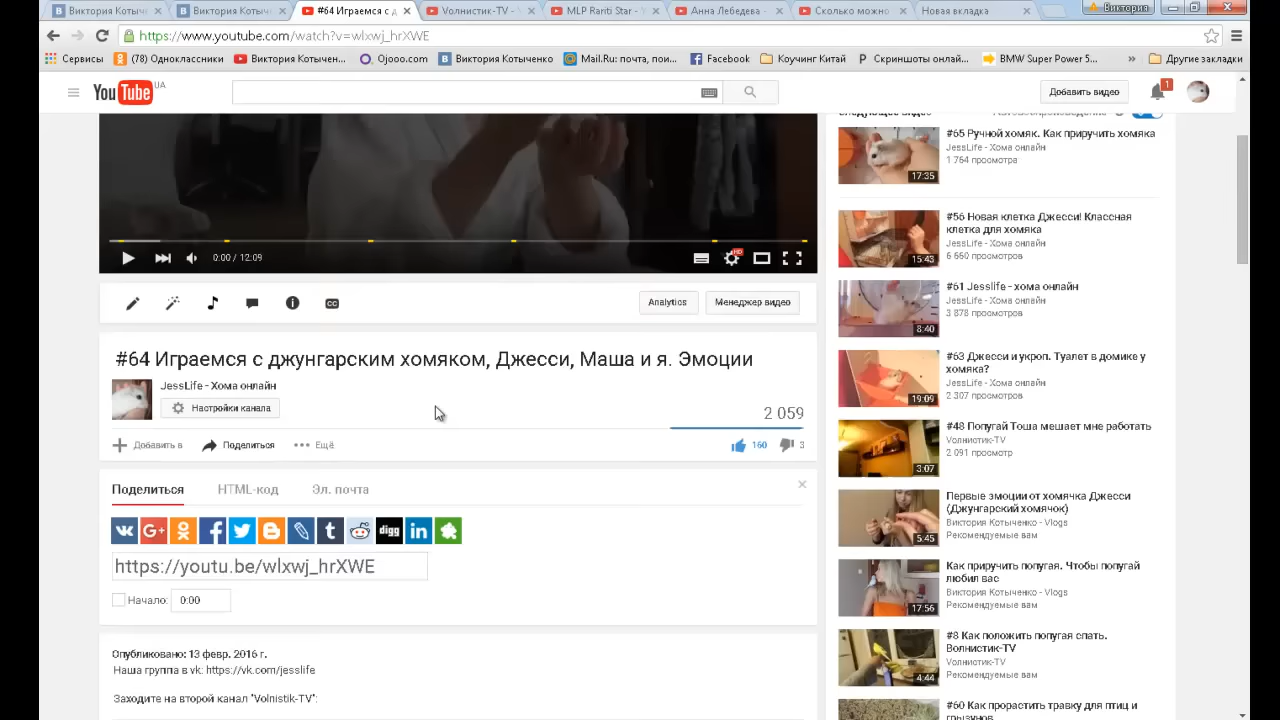 Виктория Котыче
Виктория Котыче
#64 Играемся с д
Волнистик-TV -
MLP Rariti Star -
Анна Лебе
Сколько можно
Новая вкладка
Виктория
https://www.youtube.com/watch?v=wlxwj_hrXWE
Сервисы
(78) Одноклассники
Виктория Котычен...
Ojooo.com
Виктория Котыченко
Mail.Ru: почта, пои...
Facebook
Коучинг Китай
Скриншоты онлай...
BMW Super Power 5...
»
Другие закладки
YouTube UA
Добавить видео
1
#65 Ручной хомяк. Как приручить хомяка
JessLife - Хома онлайн
1 764 просмотра
17:35
#56 Новая клетка Джесси! Классная
клетка для хомяка
JessLife - Хома онлайн
6 660 просмотров
15:43
0:00 / 12:09
HD
#61 Jesslife - хома онлайн
JessLife - Хома онлайн
3 878 просмотров
8:40
Analytics
Менеджер видео
#64 Играемся с джунгарским хомяком, Джесси, Маша и я. Эмоции
JessLife - Хома онлайн
Настройки канала
2 059
Добавить в
Поделиться
Ещё
160
3
#63 Джесси и укроп. Туалет в домике у
хомяка?
JessLife - Хома онлайн
2 307 просмотров
19:09
#48 Попугай Тоша мешает мне работать
Волнистик-TV
2 091 просмотр
3:07
Поделиться
HTML-код
Эл. почта
G+
t
digg
in
https://youtu.be/wlxwj_hrXWE
Начало:
0:00
Первые эмоции от хомячка Джесси
(Джунгарский хомячок)
Виктория Котыченко - Vlogs
Рекомендуемые вам
5:45
Как приручить попугая. Чтобы попугай
любил вас
Виктория Котыченко - Vlogs
Рекомендуемые вам
17:56
#8 Как положить попугая спать.
Волнистик-TV
Волнистик-TV
Рекомендуемые вам
4:44
#60 Как прорастить травку для птиц и
грызунов
Опубликовано: 13 февр. 2016 г.
Наша группа в vk: https://vk.com/jesslife
Заходите на второй канал "Volnistik-TV":